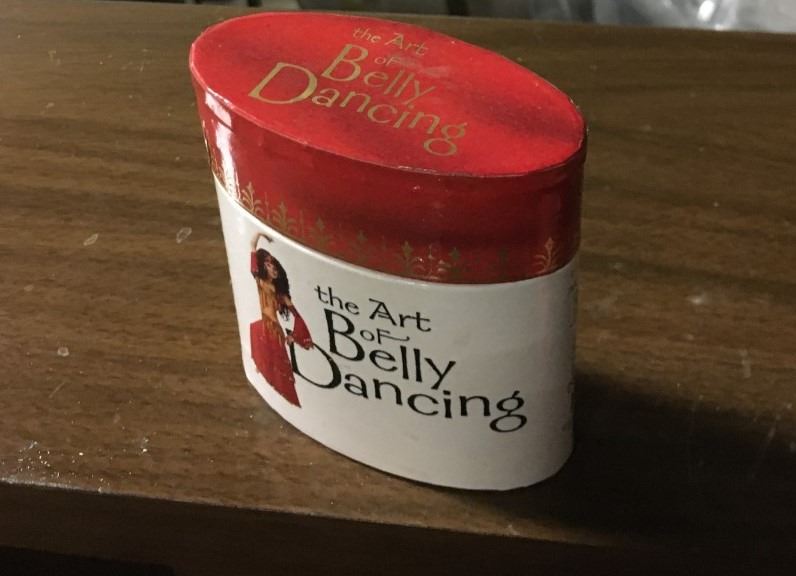 the Art
of
Belly
Dancing
the Art
of
Belly
Dancing